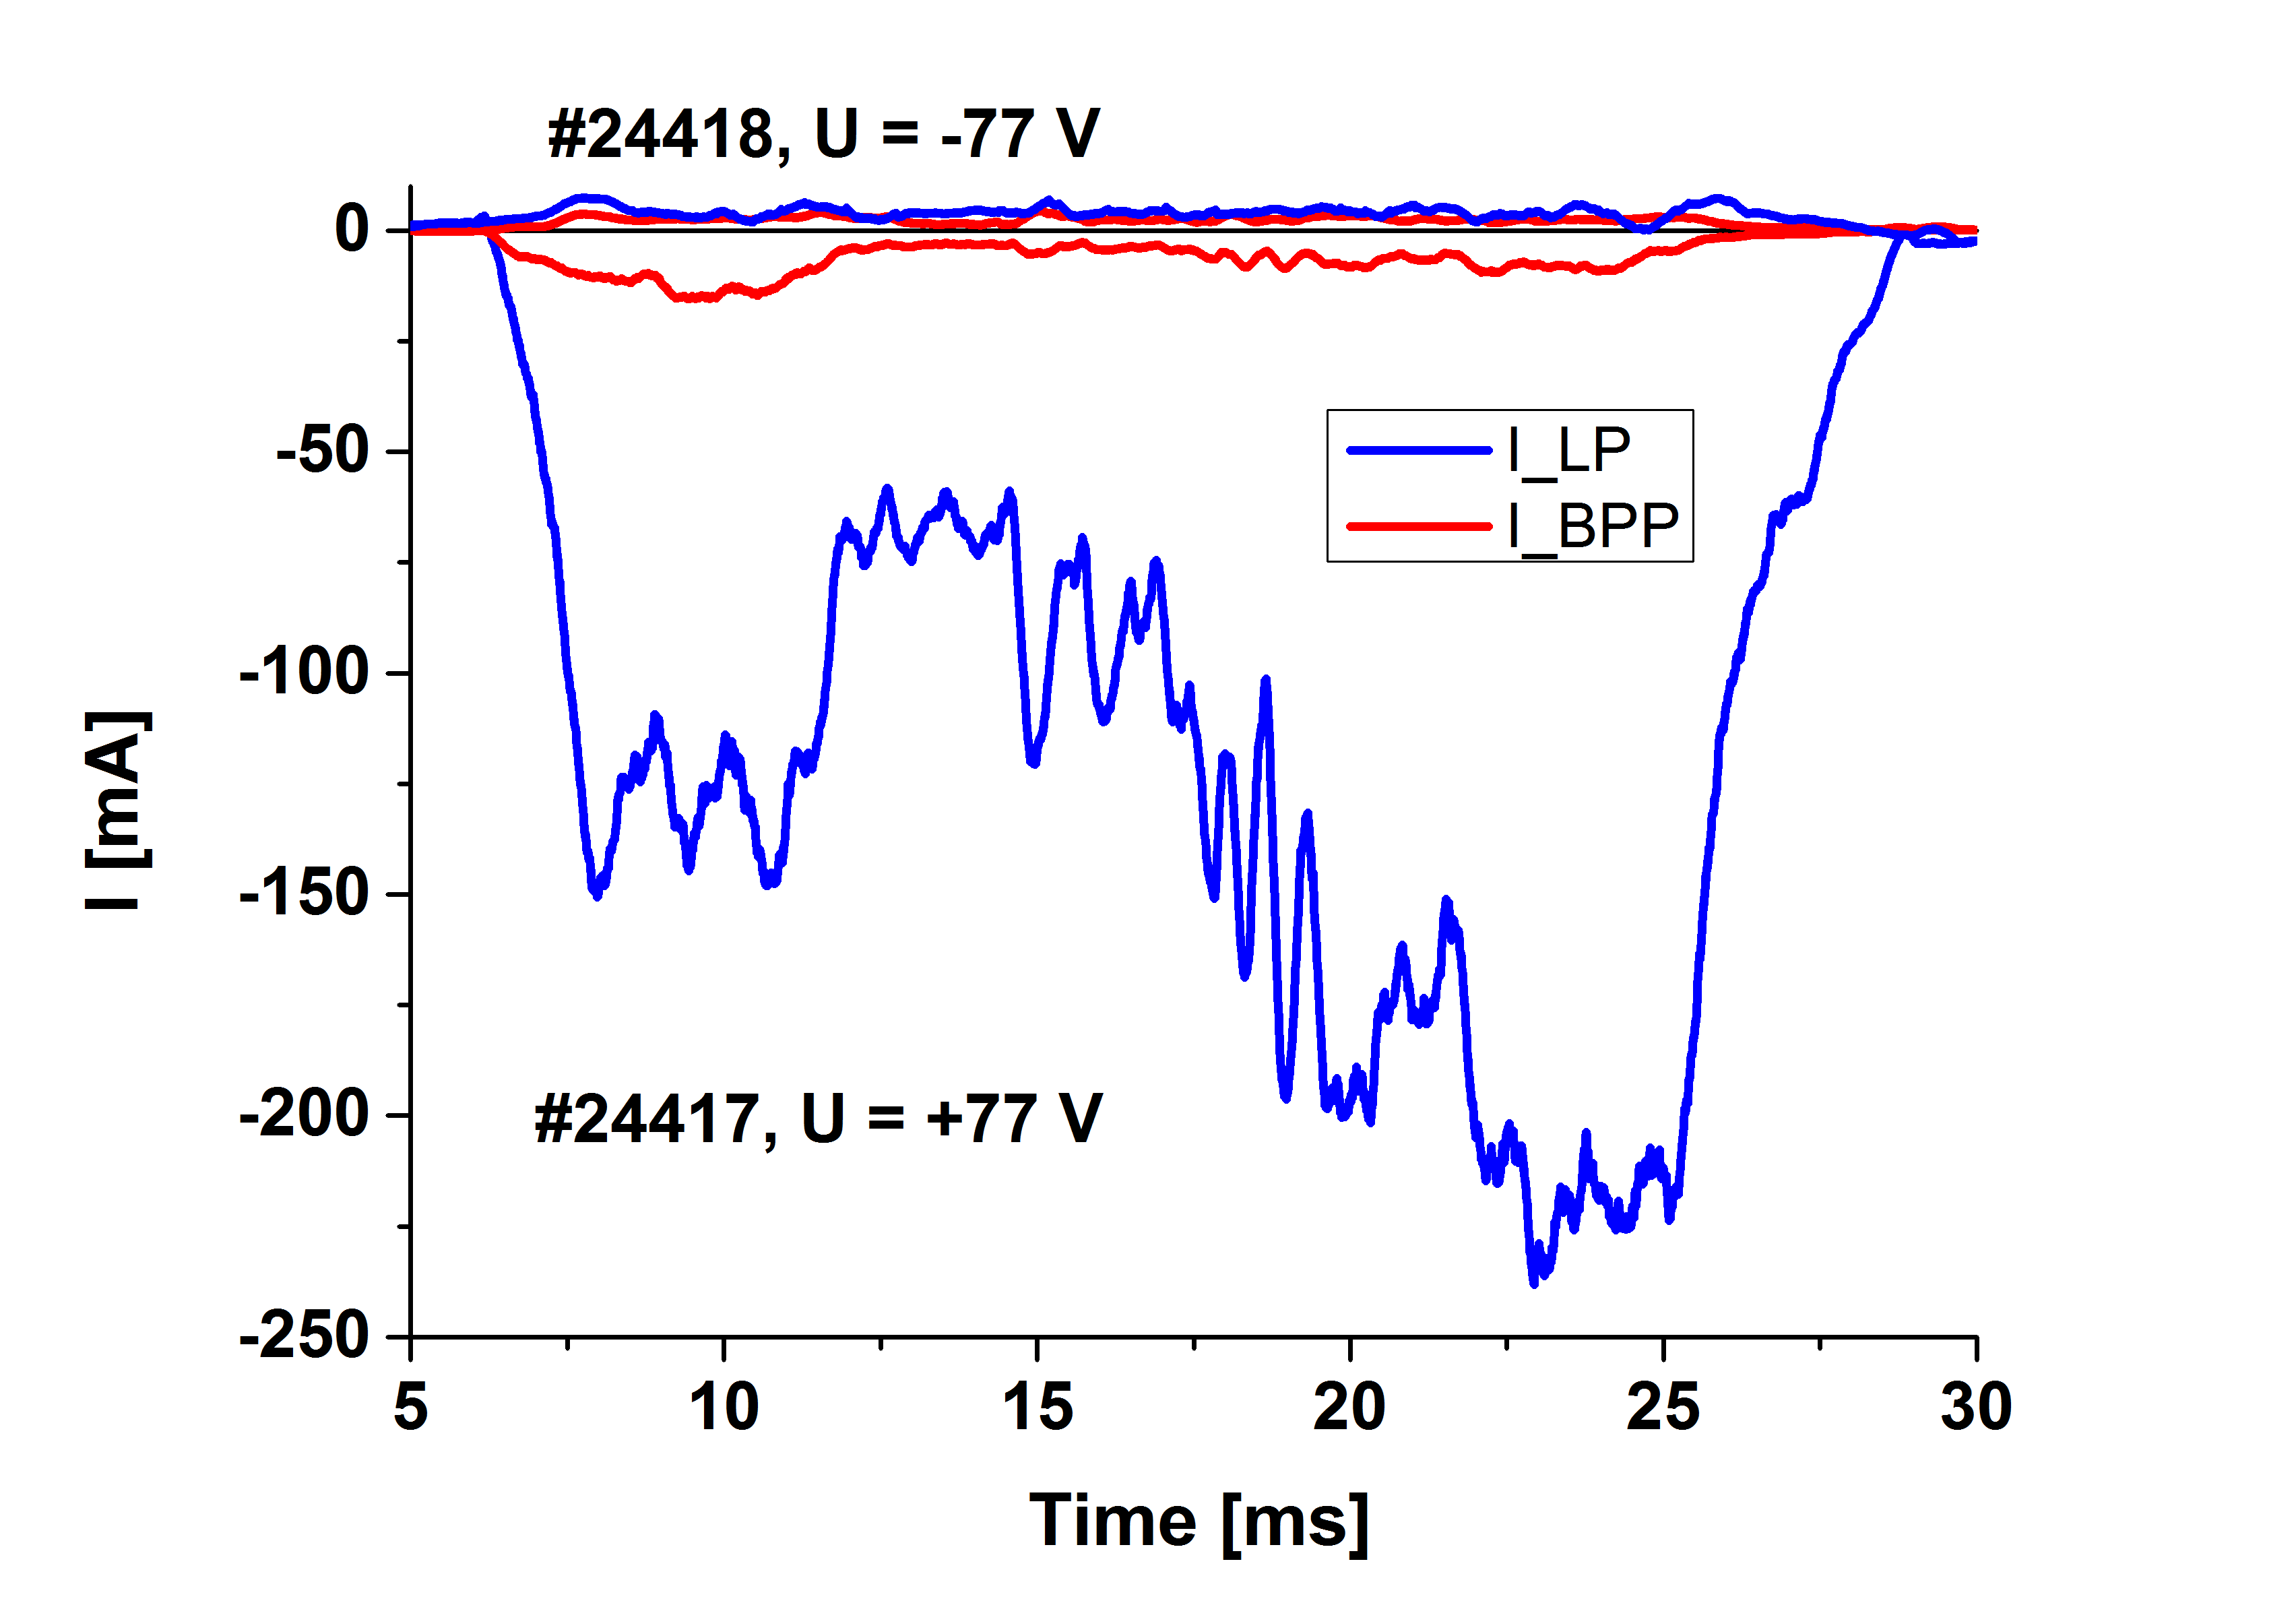 #24418, U = -77 V
0
-50
-100
-150
-200
-250
I [mA]
I_LP
I_BPP
#24417, U = +77 V
5 10 15 20 25 30
Time [ms]